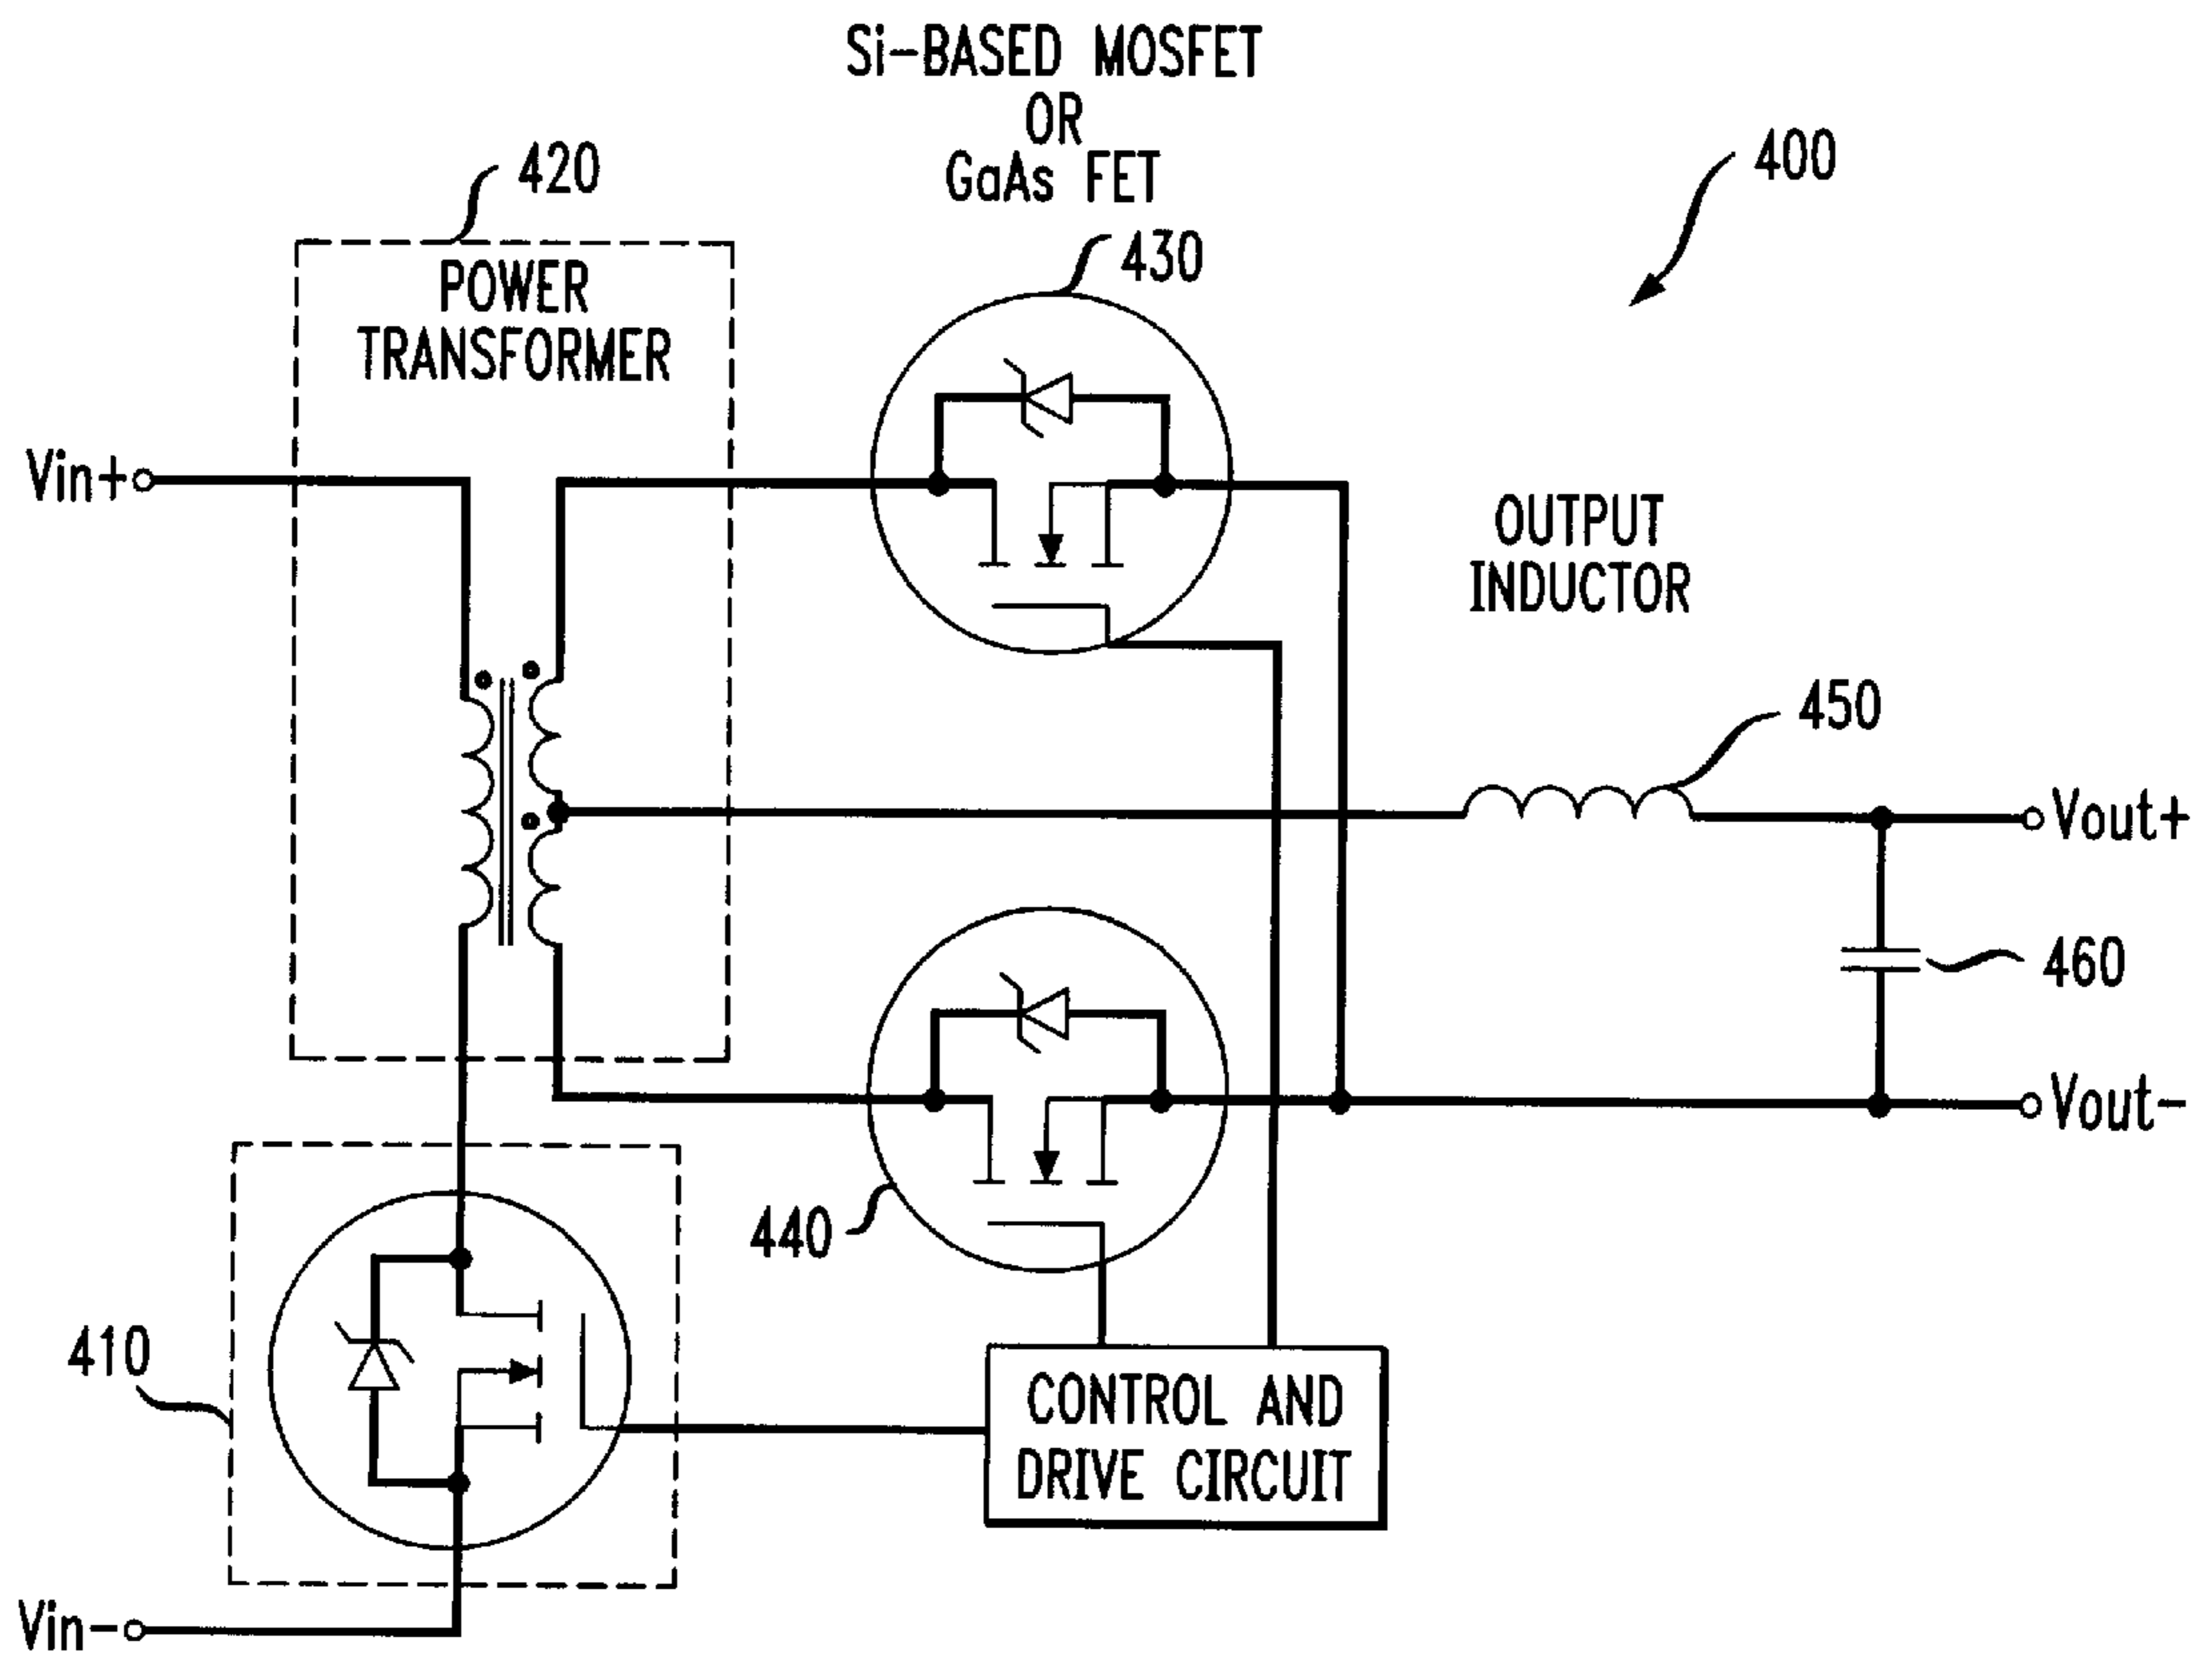 Si-BASED MOSFET
OR
GaAs FET
400
420
430
POWER
TRANSFORMER
Vin+
OUTPUT
INDUCTOR
450
Vout+
460
Vout-
440
410
CONTROL AND
DRIVE CIRCUIT
Vin-